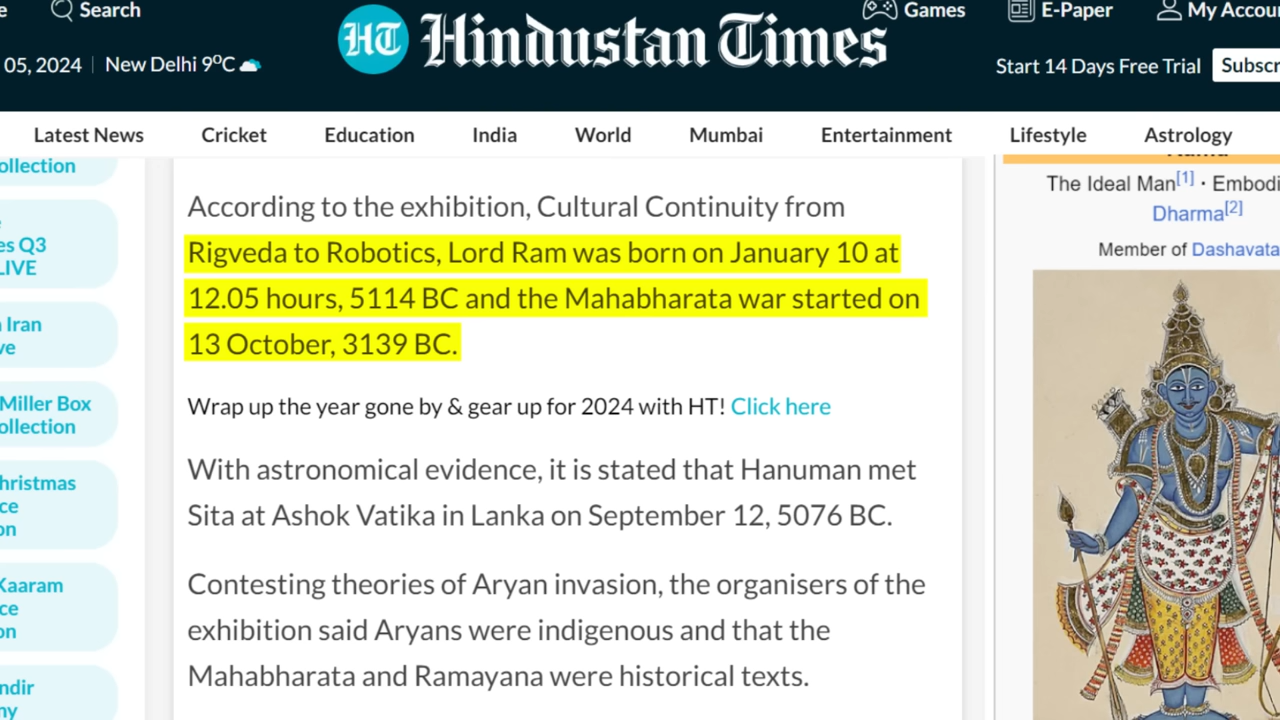 Search
HT Hindustan Times
Games
E-Paper
My Accou
05, 2024
New Delhi 9°C
Start 14 Days Free Trial
Subscr
Latest News
Cricket
Education
India
World
Mumbai
Entertainment
Lifestyle
Astrology
ollection
es Q3
LIVE
Iran
ve
Miller Box
ollection
hristmas
ce
on
Kaaram
ce
on
ndir
ny
According to the exhibition, Cultural Continuity from
Rigveda to Robotics, Lord Ram was born on January 10 at
12.05 hours, 5114 BC and the Mahabharata war started on
13 October, 3139 BC.
Wrap up the year gone by & gear up for 2024 with HT! Click here
With astronomical evidence, it is stated that Hanuman met
Sita at Ashok Vatika in Lanka on September 12, 5076 BC.
Contesting theories of Aryan invasion, the organisers of the
exhibition said Aryans were indigenous and that the
Mahabharata and Ramayana were historical texts.
The Ideal Man[1] · Embodi
Dharma[2]
Member of Dashavata